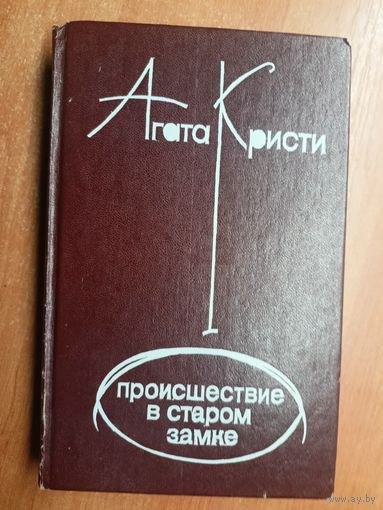 Агата Кристи
происшествие
в старом
замке
www.ay.by